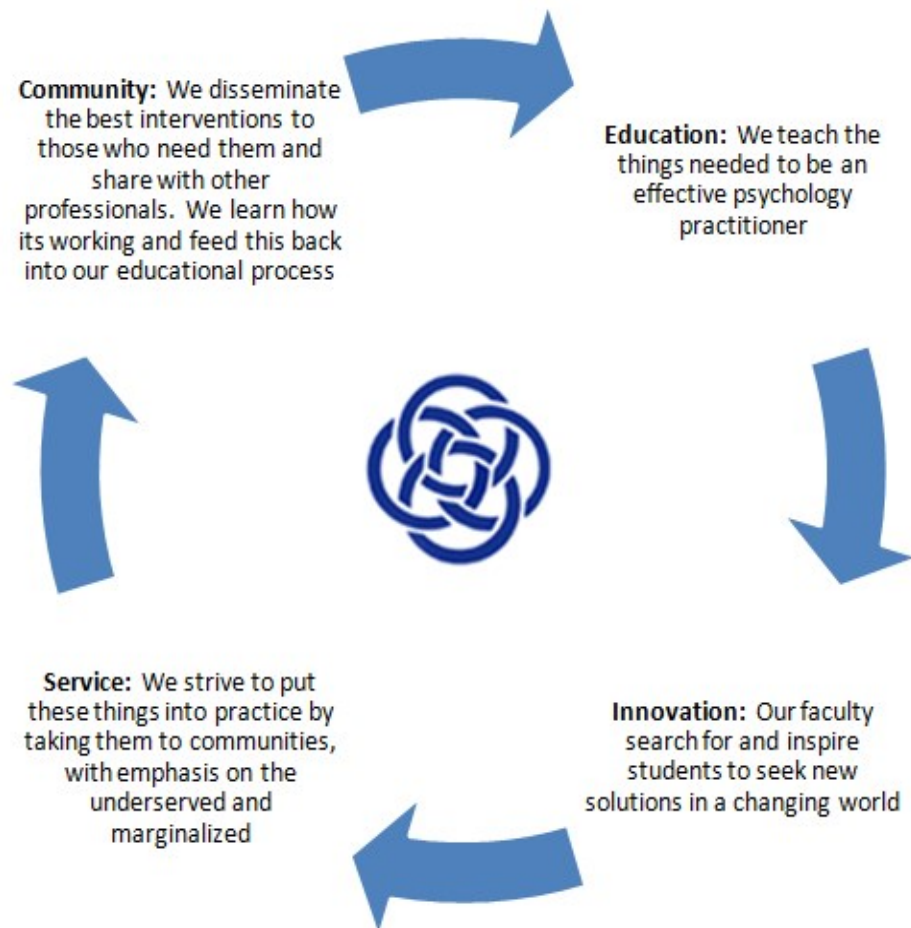 Community: We disseminate
the best interventions to
those who need them and
share with other
professionals. We learn how
its working and feed this back
into our educational process
Education: We teach the
things needed to be an
effective psychology
practitioner
Innovation: Our faculty
search for and inspire
students to seek new
solutions in a changing world
Service: We strive to put
these things into practice by
taking them to communities,
with emphasis on the
underserved and
marginalized